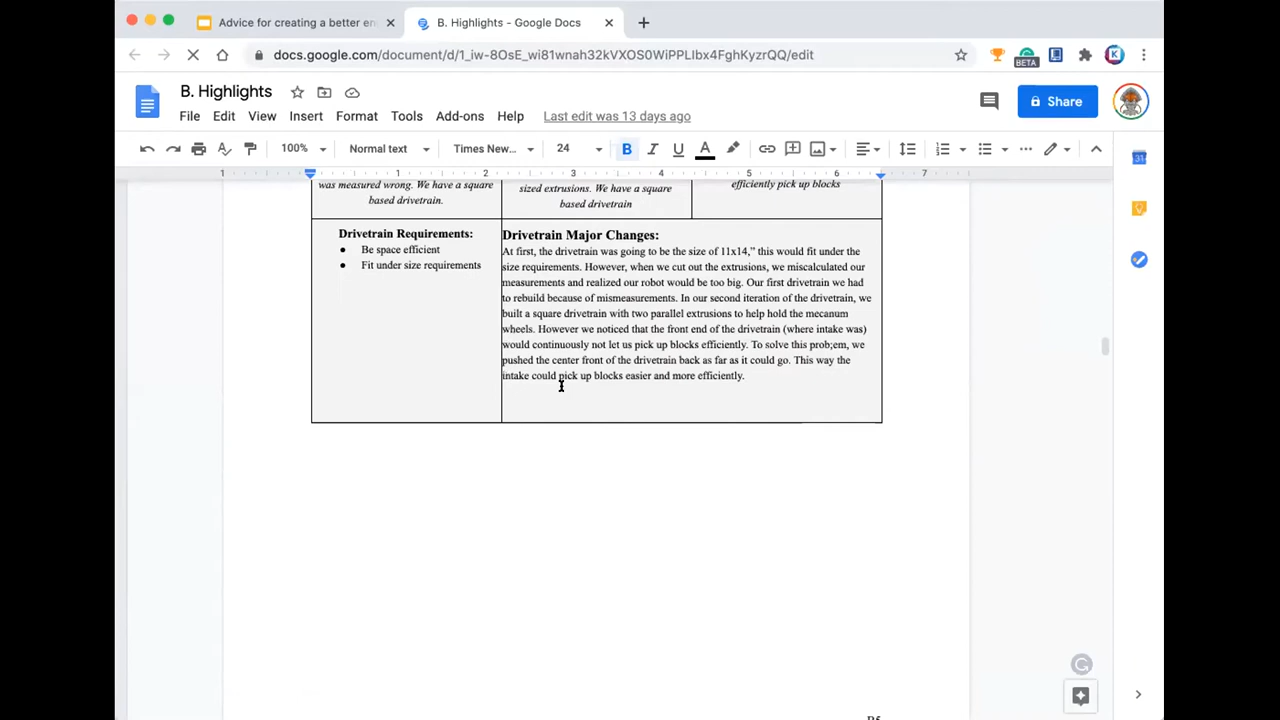 Advice for creating a better en
B. Highlights - Google Docs
docs.google.com/document/d/1_iw-8OsE_wi81wnah32kVXOS0WiPPLIbx4FghKyzrQQ/edit
BETA
K
B. Highlights
Share
File Edit View Insert Format Tools Add-ons Help Last edit was 13 days ago
100% Normal text Times New... 24 B I U A
1 1 2 3 4 5 6 7
31
was measured wrong. We have a square
based drivetrain.
sized extrusions. We have a square
based drivetrain
efficiently pick up blocks
Drivetrain Requirements:
● Be space efficient
● Fit under size requirements
Drivetrain Major Changes:
At first, the drivetrain was going to be the size of 11x14,” this would fit under the
size requirements. However, when we cut out the extrusions, we miscalculated our
measurements and realized our robot would be too big. Our first drivetrain we had
to rebuild because of mismeasurements. In our second iteration of the drivetrain, we
built a square drivetrain with two parallel extrusions to help hold the mecanum
wheels. However we noticed that the front end of the drivetrain (where intake was)
would continuously not let us pick up blocks efficiently. To solve this prob;em, we
pushed the center front of the drivetrain back as far as it could go. This way the
intake could pick up blocks easier and more efficiently.